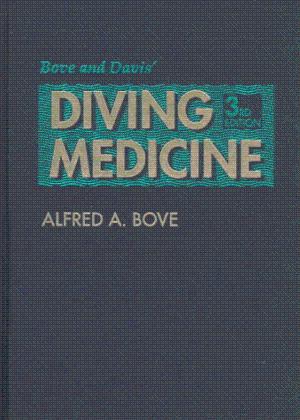 Bove and Davis'
DIVING 3RD EDITION
MEDICINE
ALFRED A. BOVE